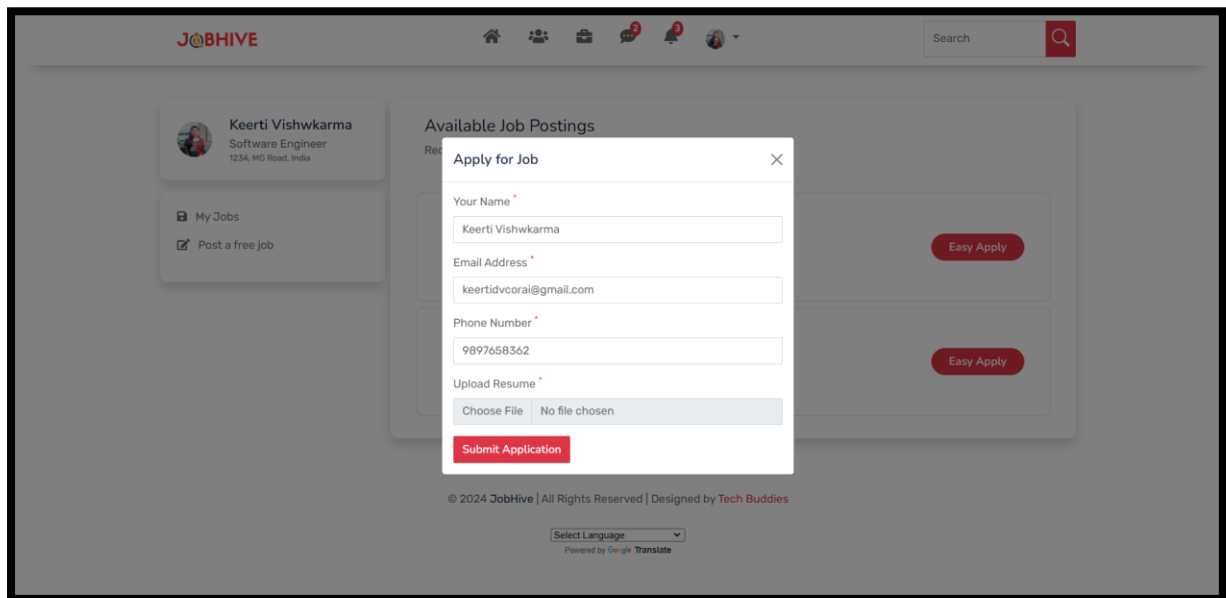 JOBHIVE
2
3
Search
Keerti Vishwkarma
Software Engineer
1234, MG Road, India
My Jobs
Post a free job
Available Job Postings
Rec
Apply for Job
Your Name *
Keerti Vishwkarma
Email Address *
keertidvcorai@gmail.com
Phone Number *
9897658362
Upload Resume *
Choose File No file chosen
Submit Application
Easy Apply
Easy Apply
© 2024 JobHive | All Rights Reserved | Designed by Tech Buddies
Select Language
Powered by Google Translate